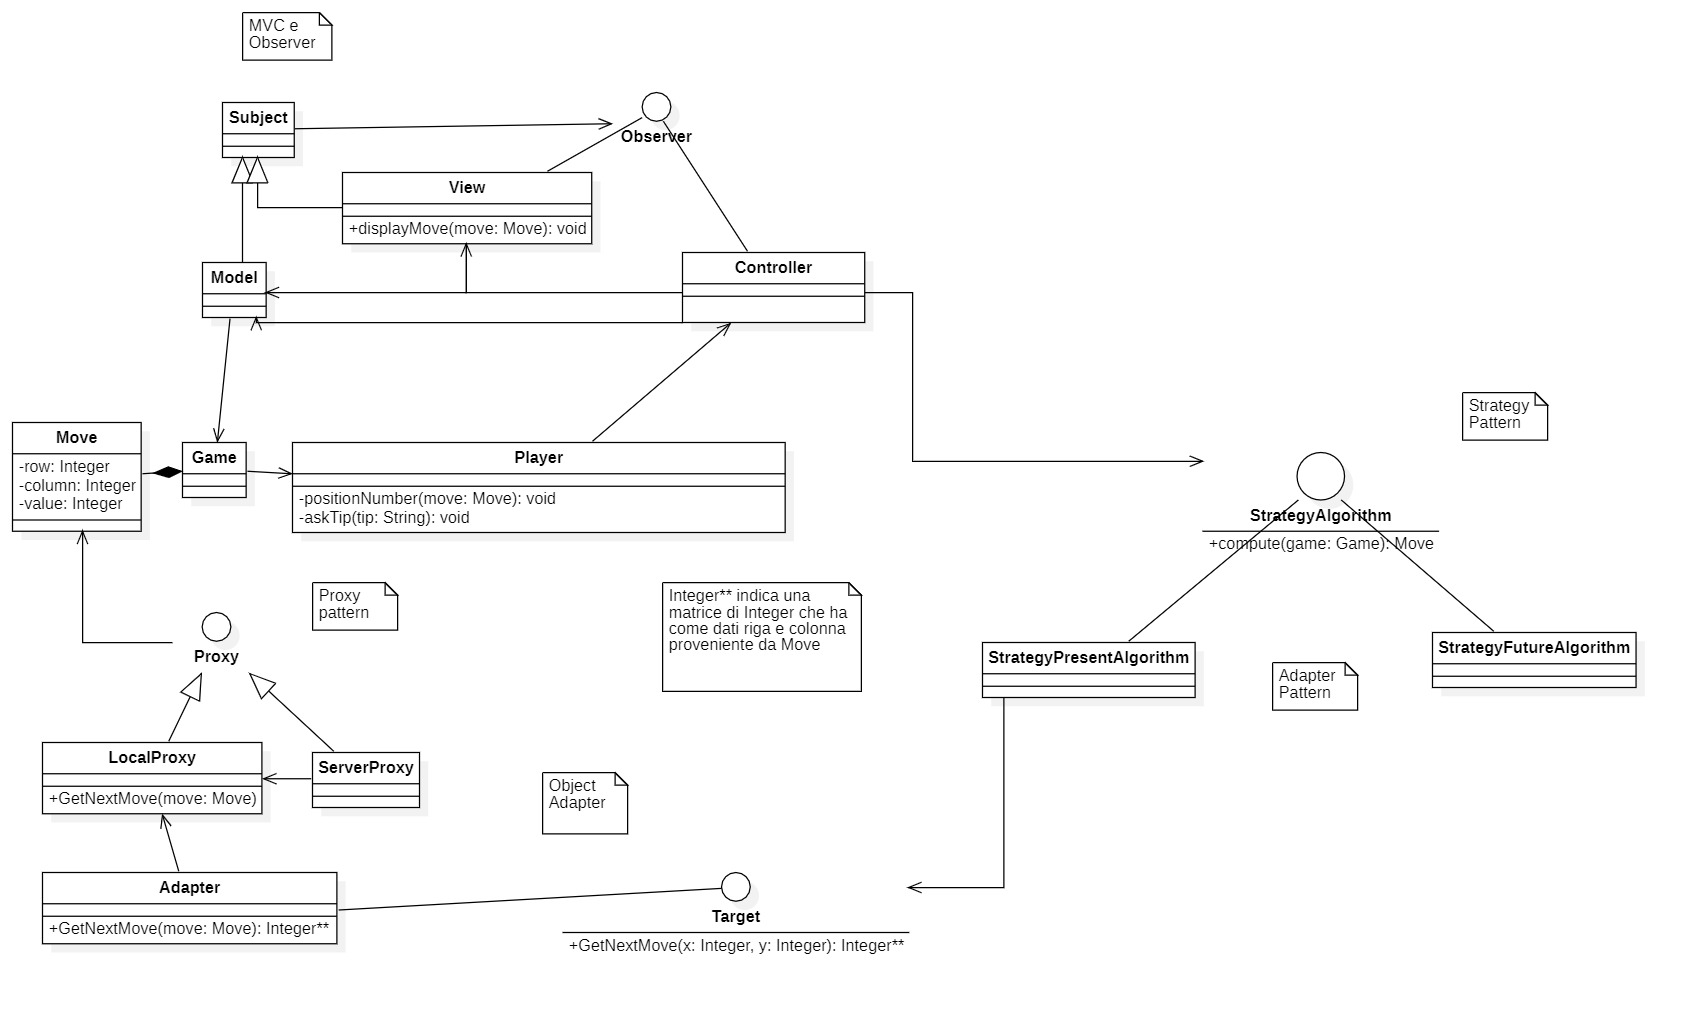 MVC e
Observer
Subject
Observer
View
+displayMove(move: Move): void
Controller
Model
Strategy
Pattern
Move
-row: Integer
-column: Integer
-value: Integer
Game
Player
-positionNumber(move: Move): void
-askTip(tip: String): void
StrategyAlgorithm
+compute(game: Game): Move
Proxy
pattern
Integer** indica una
matrice di Integer che ha
come dati riga e colonna
proveniente da Move
Proxy
StrategyPresentAlgorithm
StrategyFutureAlgorithm
Adapter
Pattern
LocalProxy
+GetNextMove(move: Move)
ServerProxy
Object
Adapter
Adapter
+GetNextMove(move: Move): Integer**
Target
+GetNextMove(x: Integer, y: Integer): Integer**